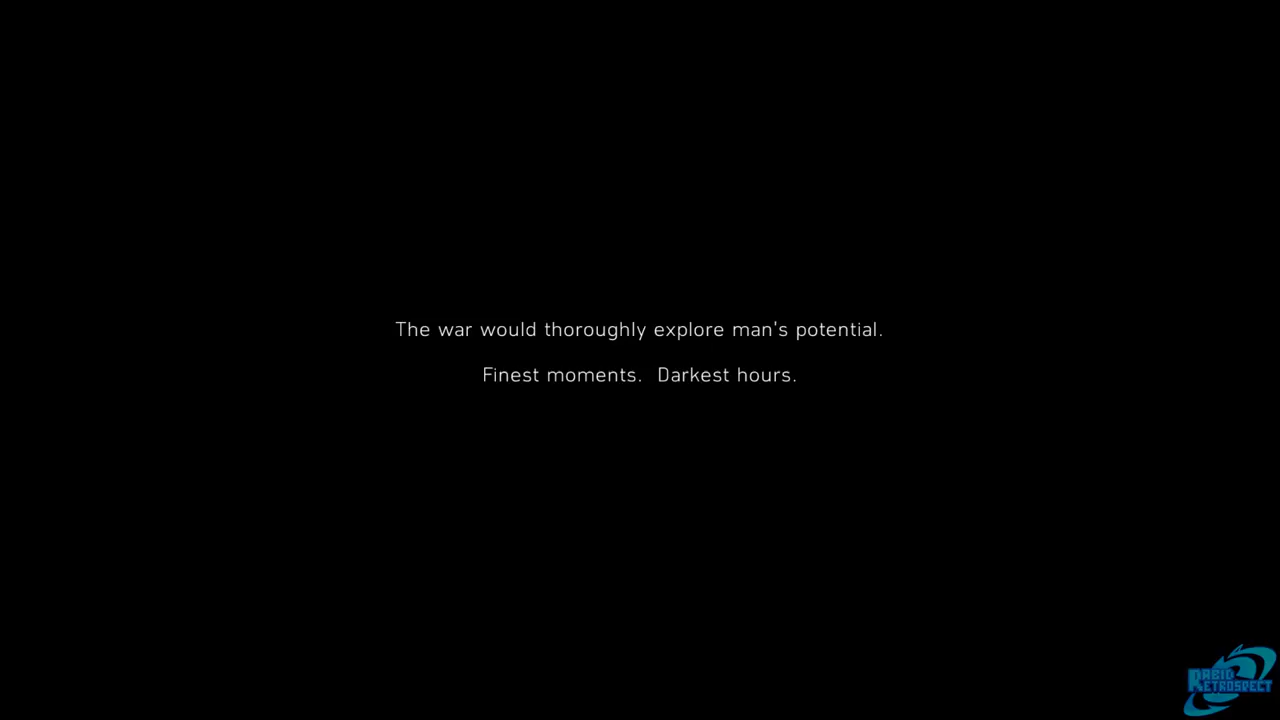 The war would thoroughly explore man's potential.
Finest moments.  Darkest hours.
RABID
RETROSPECT